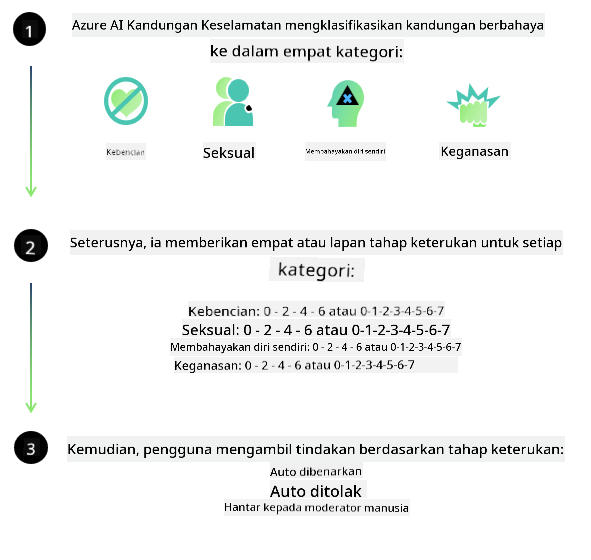 1
Azure AI Kandungan Keselamatan mengklasifikasikan kandungan berbahaya
ke dalam empat kategori:
Kebencian
Seksual
Membahayakan diri sendiri
Keganasan
2
Seterusnya, ia memberikan empat atau lapan tahap keterukan untuk setiap
kategori:
Kebencian: 0 - 2 - 4 - 6 atau 0-1-2-3-4-5-6-7
Seksual: 0 - 2 - 4 - 6 atau 0-1-2-3-4-5-6-7
Membahayakan diri sendiri: 0 - 2 - 4 - 6 atau 0-1-2-3-4-5-6-7
Keganasan: 0 - 2 - 4 - 6 atau 0-1-2-3-4-5-6-7
3
Kemudian, pengguna mengambil tindakan berdasarkan tahap keterukan:
Auto dibenarkan
Auto ditolak
Hantar kepada moderator manusia